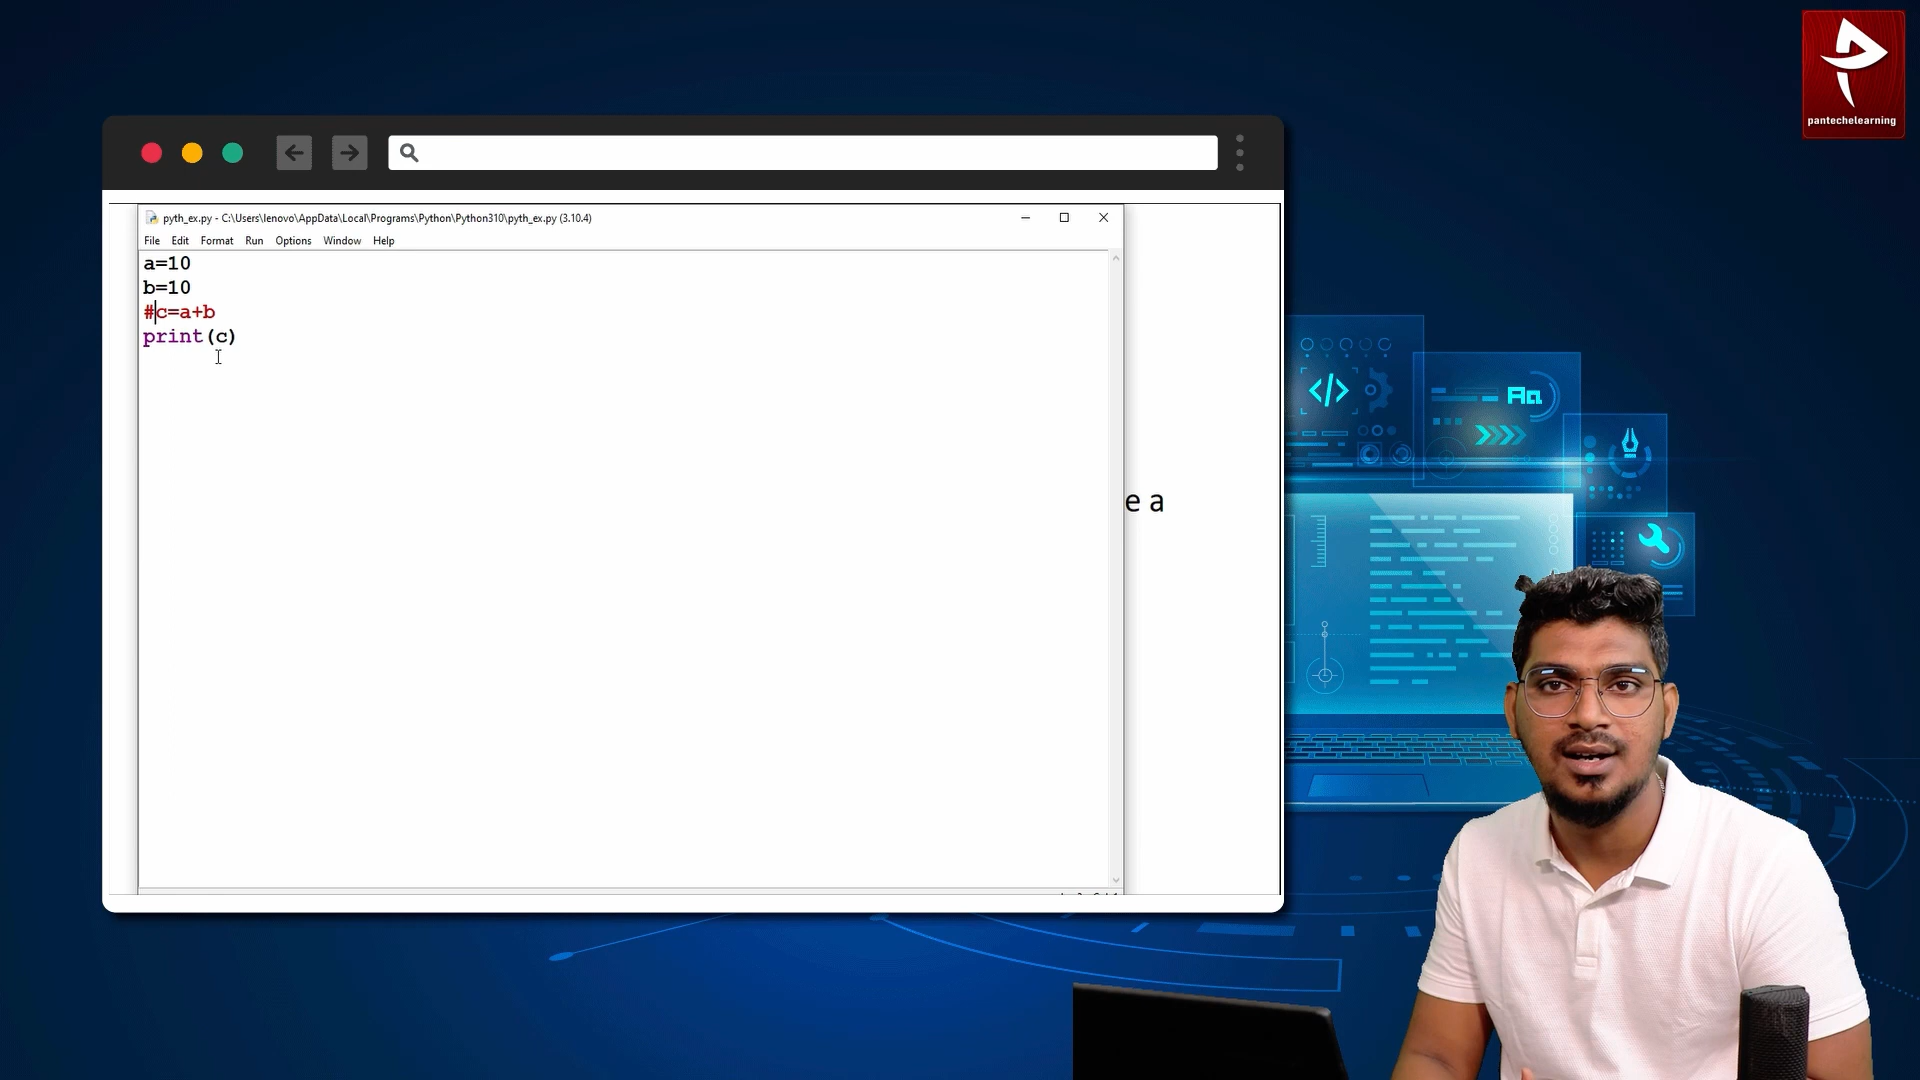 pantechelearning
pyth_ex.py - C:\Users\lenovo\AppData\Local\Programs\Python\Python310\pyth_ex.py (3.10.4)
File Edit Format Run Options Window Help
a=10
b=10
#c=a+b
print(c)
e a
Aa